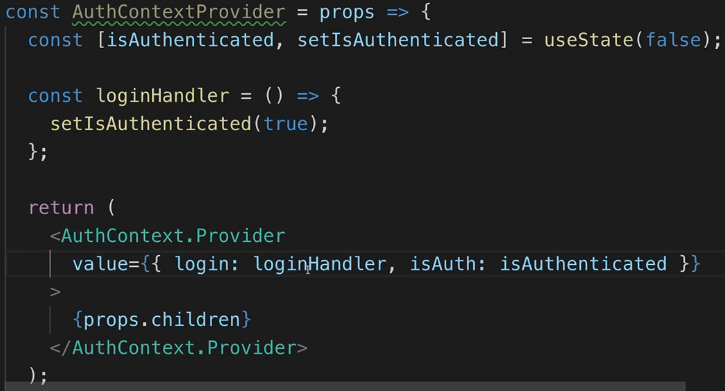 const AuthContextProvider = props => {
  const [isAuthenticated, setIsAuthenticated] = useState(false);
  const loginHandler = () => {
    setIsAuthenticated(true);
  };
  return (
    <AuthContext.Provider
      value={{ login: loginHandler, isAuth: isAuthenticated }}
    >
      {props.children}
    </AuthContext.Provider>
  );